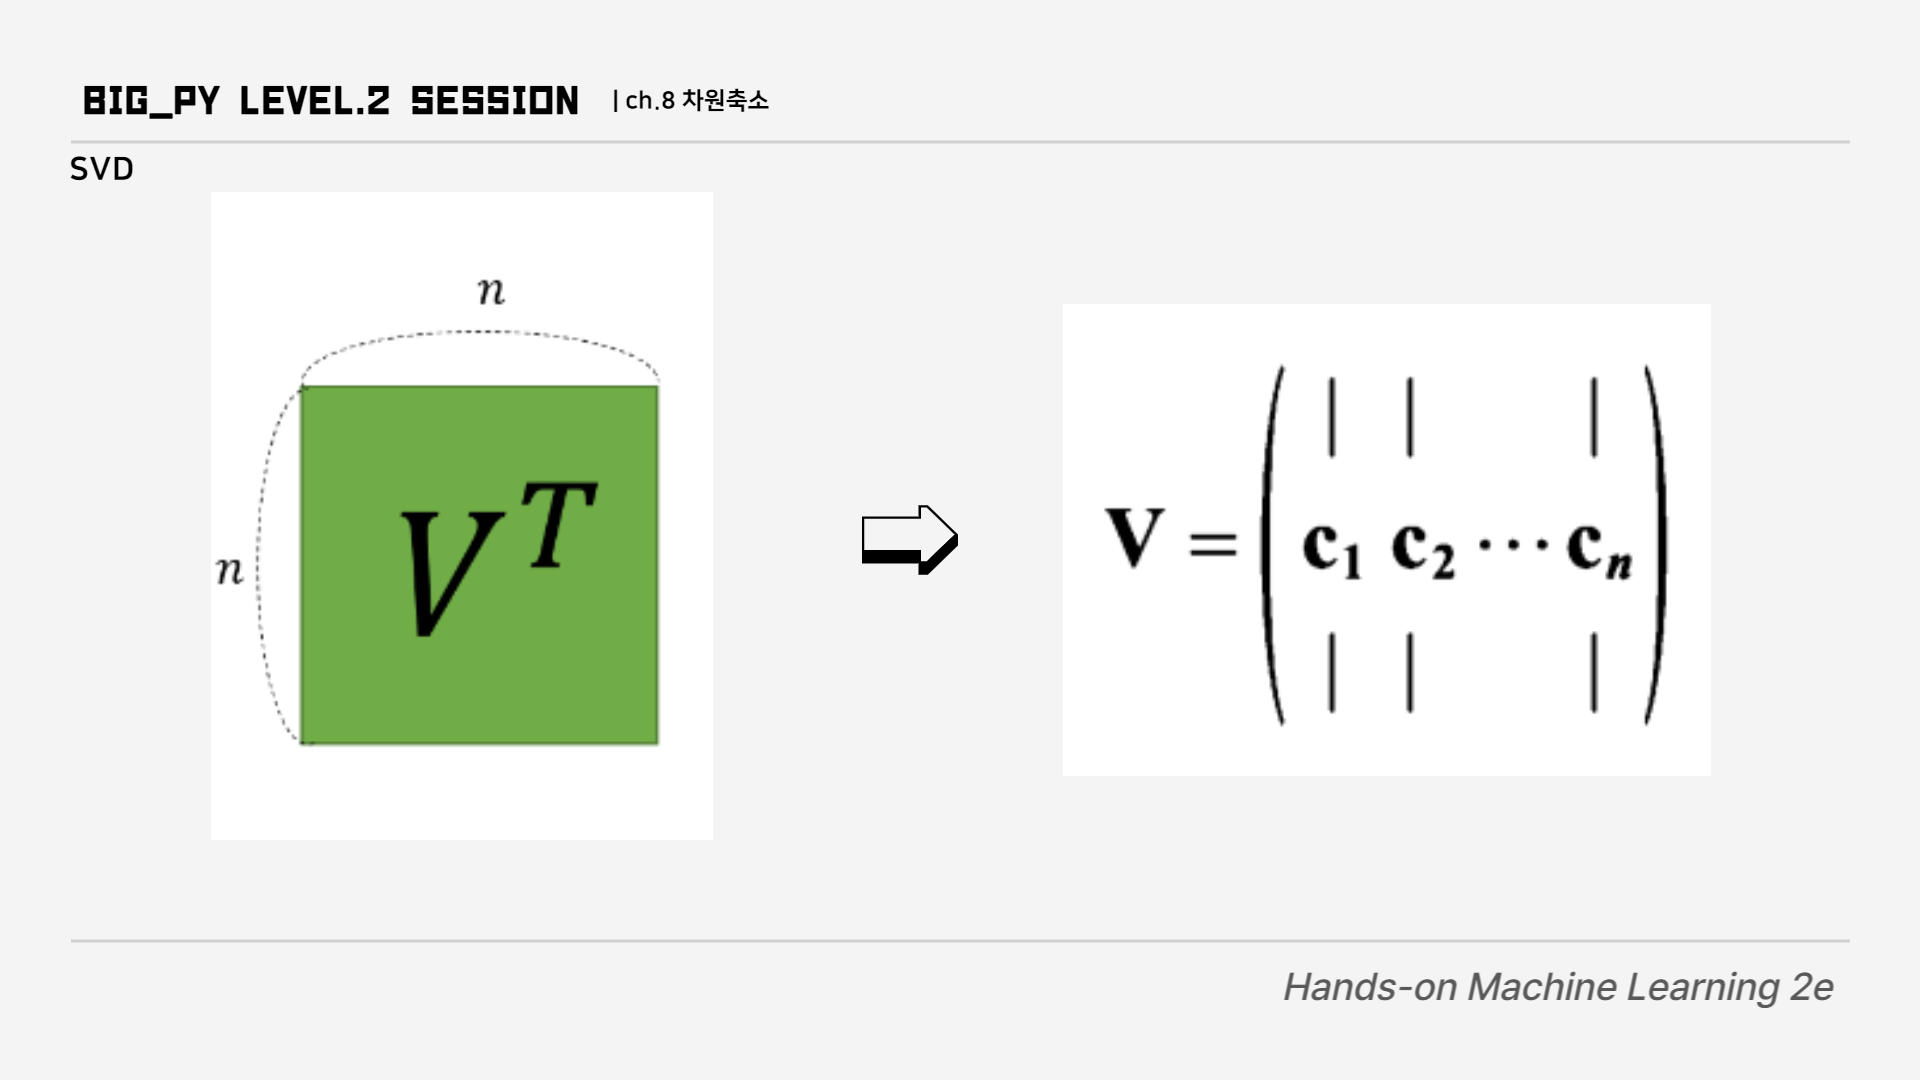 BIG_PY LEVEL.2 SESSION | ch.8 차원축소
SVD
n
n
V^T
V = ( c₁ c₂ ··· cₙ )
Hands-on Machine Learning 2e